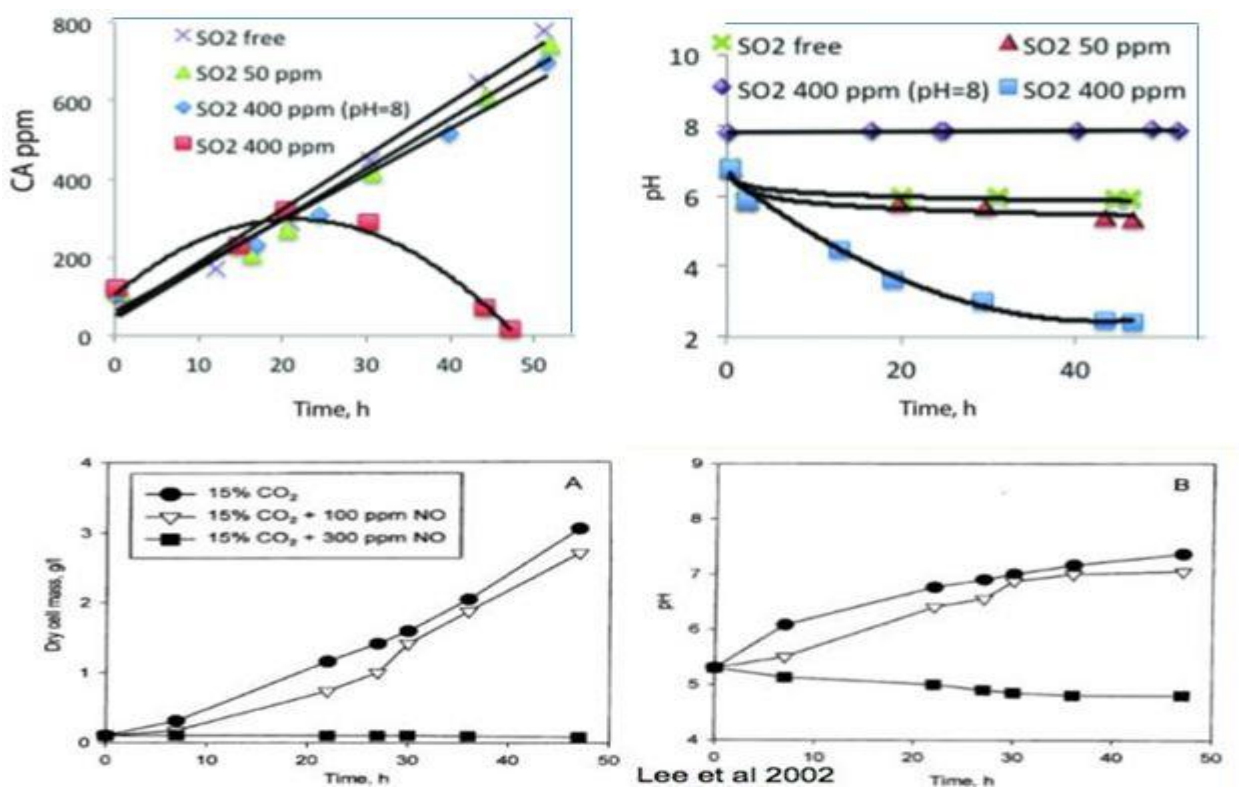 800
600
400
200
0
CA ppm
SO2 free
SO2 50 ppm
SO2 400 ppm (pH=8)
SO2 400 ppm
0 10 20 30 40 50
Time, h
10
8
6
4
2
pH
SO2 free SO2 50 ppm
SO2 400 ppm (pH=8) SO2 400 ppm
0 20 40
Time, h
4
3
2
1
0
Dry cell mass, g/l
A
15% CO₂
15% CO₂ + 100 ppm NO
15% CO₂ + 300 ppm NO
0 10 20 30 40 50
Time, h
9
8
7
6
5
4
pH
B
0 10 20 30 40 50
Time, h
Lee et al 2002